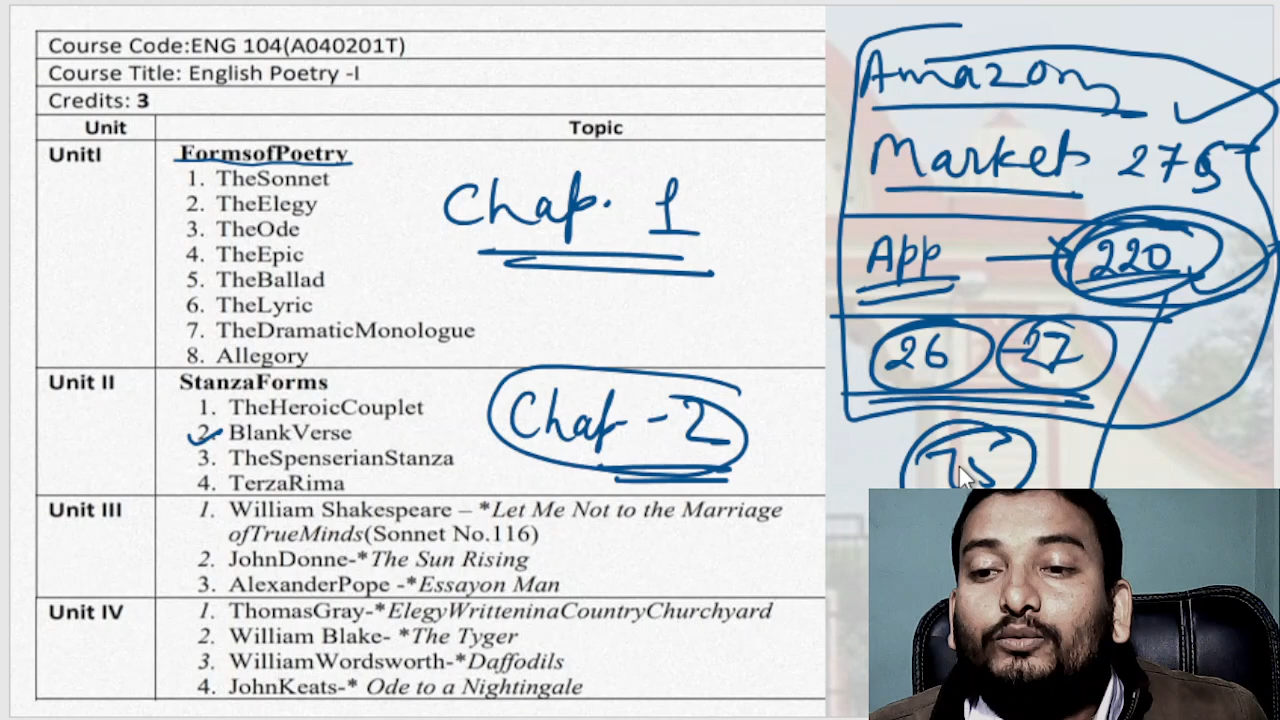 Course Code:ENG 104(A040201T)
Course Title: English Poetry -I
Credits: 3
Unit Topic
UnitI FormsofPoetry
1. TheSonnet
2. TheElegy
3. TheOde
4. TheEpic
5. TheBallad
6. TheLyric
7. TheDramaticMonologue
8. Allegory
Chap. 1
Unit II StanzaForms
1. TheHeroicCouplet
2. BlankVerse
3. TheSpenserianStanza
4. TerzaRima
Chap - 2
Unit III 1. William Shakespeare – *Let Me Not to the Marriage
ofTrueMinds(Sonnet No.116)
2. JohnDonne-*The Sun Rising
3. AlexanderPope -*Essayon Man
Unit IV 1. ThomasGray-*ElegyWritteninaCountryChurchyard
2. William Blake- *The Tyger
3. WilliamWordsworth-*Daffodils
4. JohnKeats-* Ode to a Nightingale
Amazon
Market
App — 220
26 27